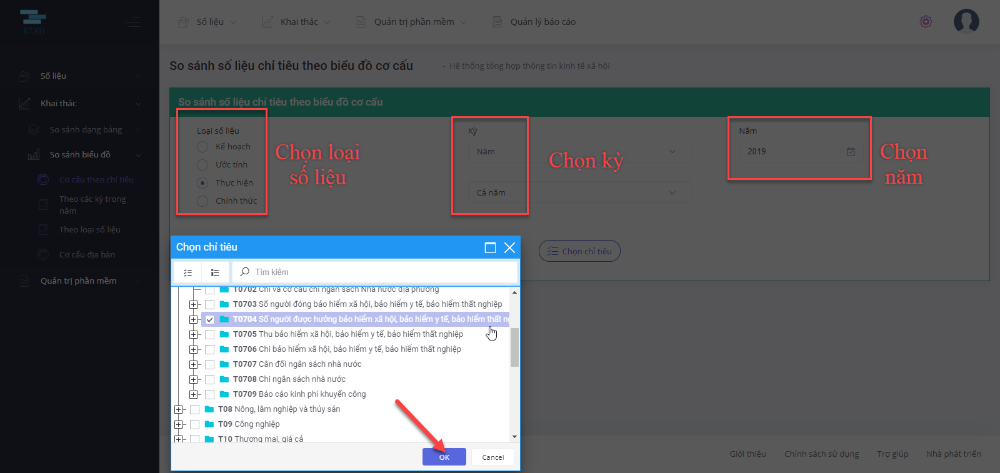 KTXH
Số liệu
Khai thác
Quản trị phần mềm
Quản lý báo cáo
Số liệu
Khai thác
So sánh dạng bảng
So sánh biểu đồ
Cơ cấu theo chỉ tiêu
Theo các kỳ trong
năm
Theo loại số liệu
Cơ cấu địa bàn
Quản trị phần mềm
So sánh số liệu chỉ tiêu theo biểu đồ cơ cấu
- Hệ thống tổng hợp thông tin kinh tế xã hội
So sánh số liệu chỉ tiêu theo biểu đồ cơ cấu
Loại số liệu
Kế hoạch
Ước tính
Thực hiện
Chính thức
Chọn loại
số liệu
Kỳ
Năm
Cả năm
Chọn kỳ
Năm
2019
Chọn
năm
Chọn chỉ tiêu
Chọn chỉ tiêu
Tìm kiếm
T0702 Chi và cơ cấu chi ngân sách Nhà nước địa phương
T0703 Số người đóng bảo hiểm xã hội, bảo hiểm y tế, bảo hiểm thất nghiệp
T0704 Số người được hưởng bảo hiểm xã hội, bảo hiểm y tế, bảo hiểm thất ng
T0705 Thu bảo hiểm xã hội, bảo hiểm y tế, bảo hiểm thất nghiệp
T0706 Chi bảo hiểm xã hội, bảo hiểm y tế, bảo hiểm thất nghiệp
T0707 Cân đối ngân sách nhà nước
T0708 Chi ngân sách nhà nước
T0709 Báo cáo kinh phí khuyến công
T08 Nông, lâm nghiệp và thủy sản
T09 Công nghiệp
T10 Thương mại, giá cả
OK
Cancel
Giới thiệu
Chính sách sử dụng
Trợ giúp
Nhà phát triển